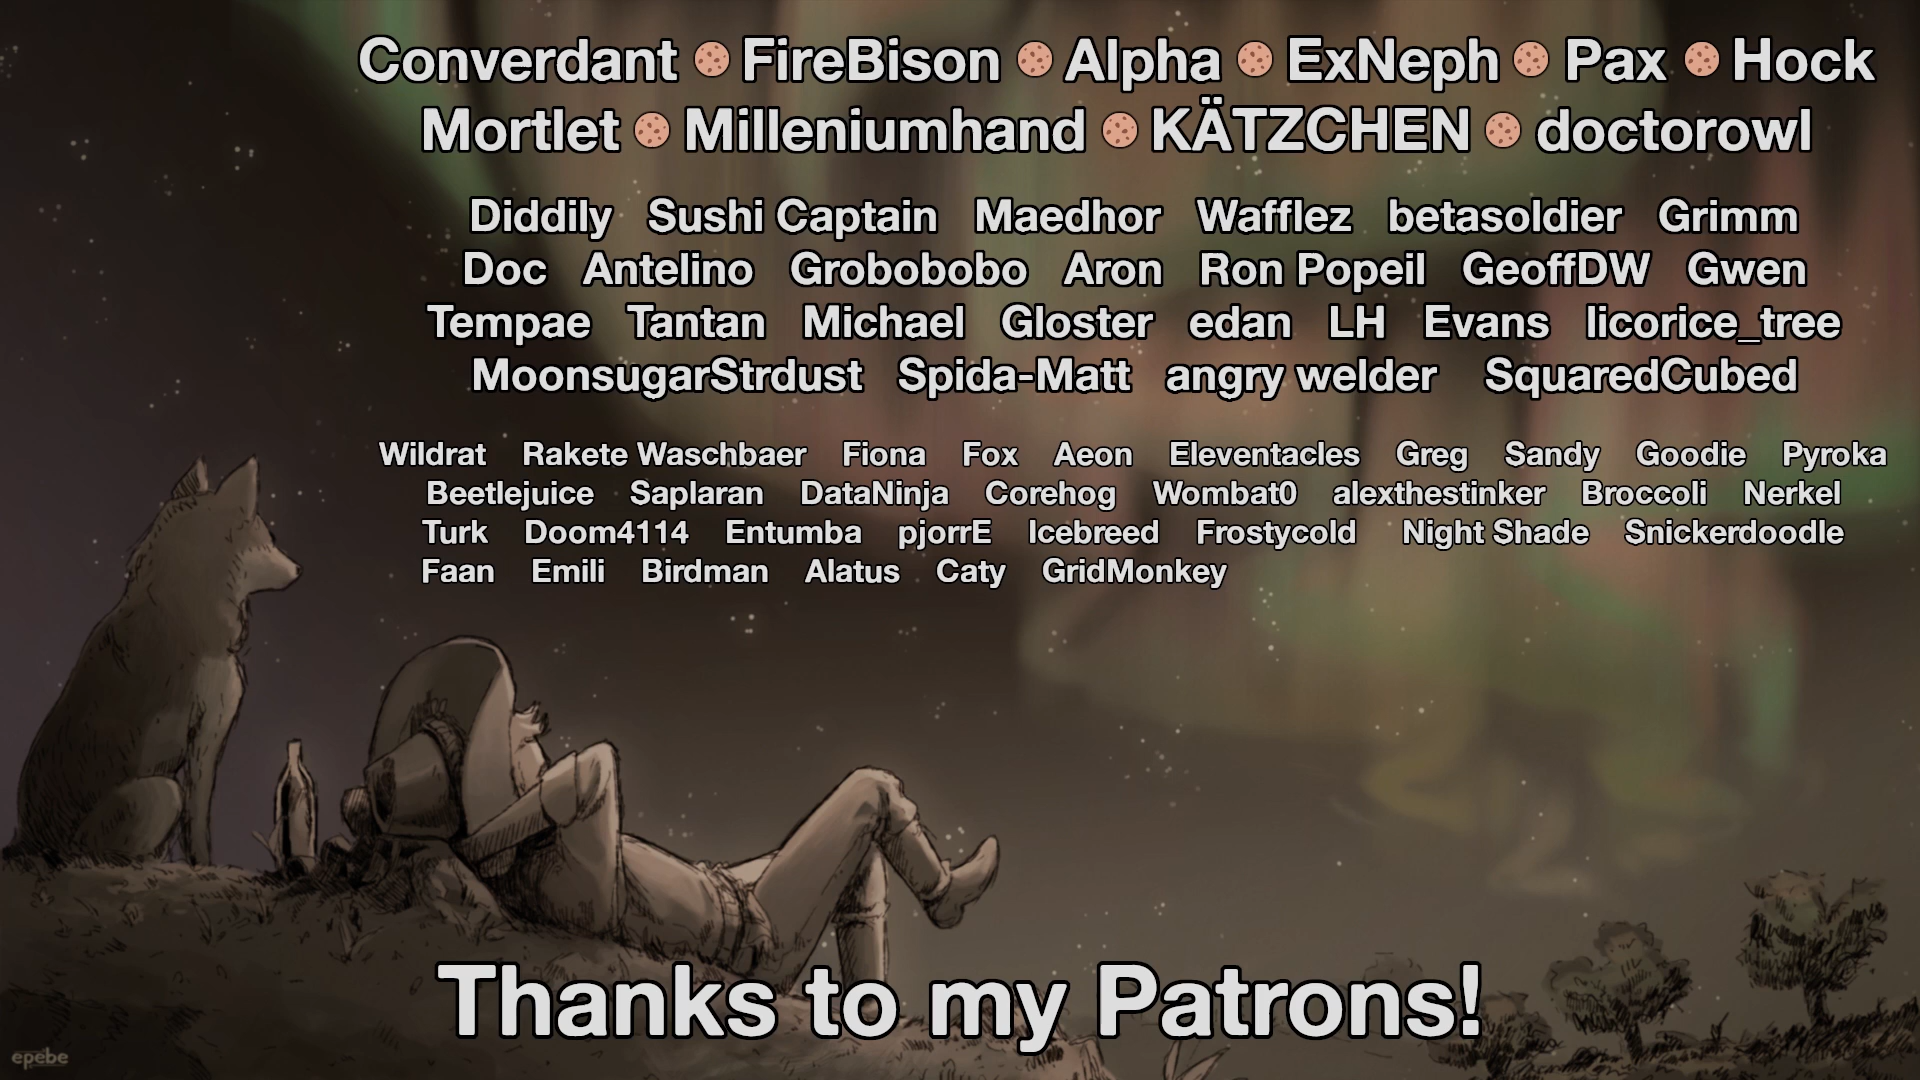 Converdant FireBison Alpha ExNeph Pax Hock
Mortlet Milleniumhand KÄTZCHEN doctorowl
Diddily Sushi Captain Maedhor Wafflez betasoldier Grimm
Doc Antelino Grobobobo Aron Ron Popeil GeoffDW Gwen
Tempae Tantan Michael Gloster edan LH Evans licorice_tree
MoonsugarStrdust Spida-Matt angry welder SquaredCubed
Wildrat Rakete Waschbaer Fiona Fox Aeon Eleventacles Greg Sandy Goodie Pyroka
Beetlejuice Saplaran DataNinja Corehog Wombat0 alexthestinker Broccoli Nerkel
Turk Doom4114 Entumba pjorrE Icebreed Frostycold Night Shade Snickerdoodle
Faan Emili Birdman Alatus Caty GridMonkey
Thanks to my Patrons!
epebe